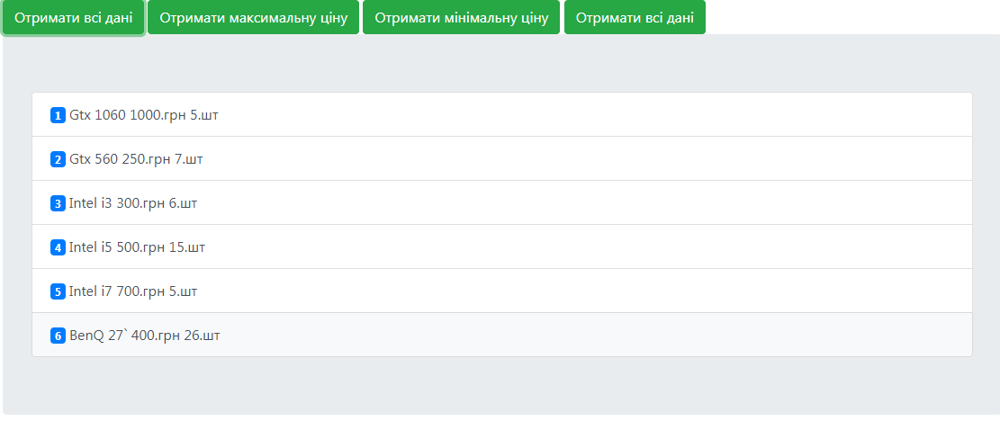 Отримати всі дані Отримати максимальну ціну Отримати мінімальну ціну Отримати всі дані
1 Gtx 1060 1000.грн 5.шт
2 Gtx 560 250.грн 7.шт
3 Intel i3 300.грн 6.шт
4 Intel i5 500.грн 15.шт
5 Intel i7 700.грн 5.шт
6 BenQ 27` 400.грн 26.шт